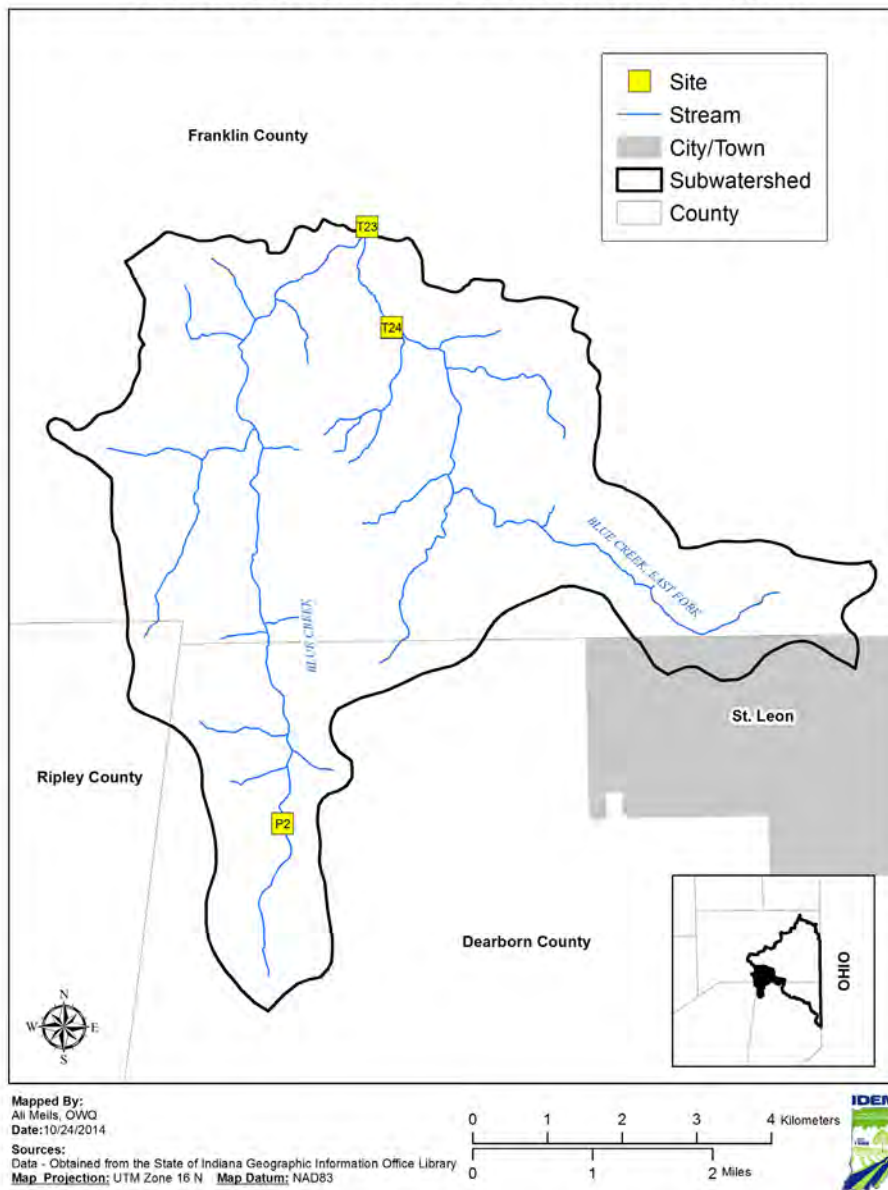 Franklin County
Site
Stream
City/Town
Subwatershed
County
T23
T24
BLUE CREEK, EAST FORK
BLUE CREEK
St. Leon
Ripley County
P2
Dearborn County
OHIO
N
W E
S
Mapped By:
Ali Meils, OWQ
Date:10/24/2014
Sources:
Data - Obtained from the State of Indiana Geographic Information Office Library
Map Projection: UTM Zone 16 N Map Datum: NAD83
0 1 2 3 4 Kilometers
0 1 2 Miles
IDEM